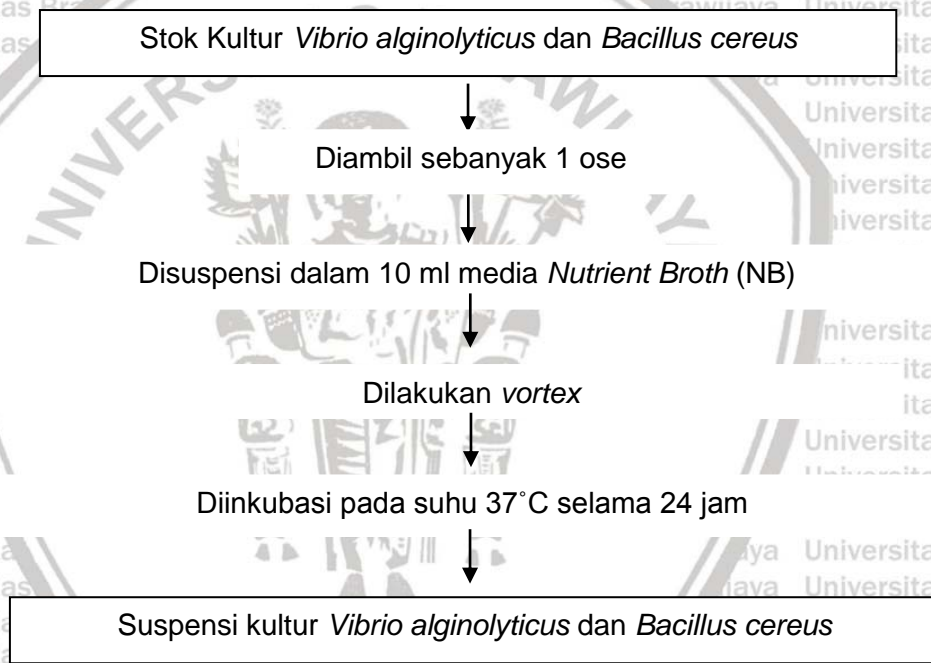 Stok Kultur Vibrio alginolyticus dan Bacillus cereus
Diambil sebanyak 1 ose
Disuspensi dalam 10 ml media Nutrient Broth (NB)
Dilakukan vortex
Diinkubasi pada suhu 37˚C selama 24 jam
Suspensi kultur Vibrio alginolyticus dan Bacillus cereus